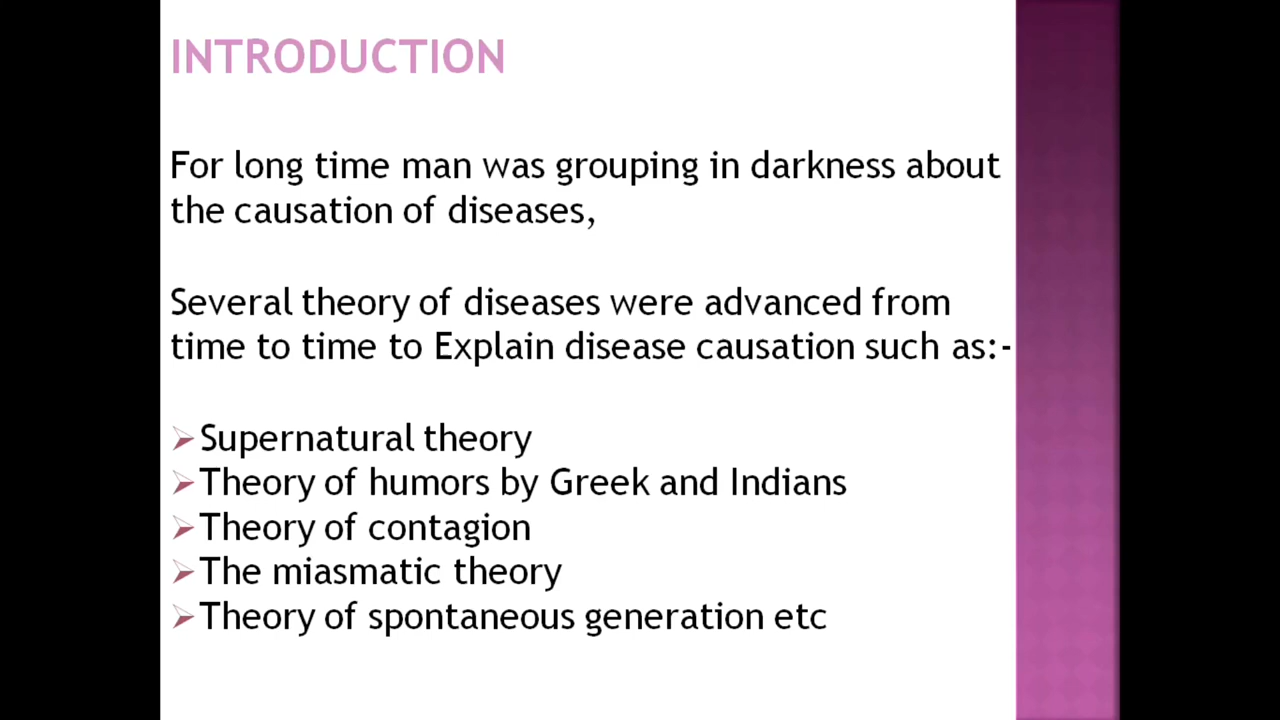 INTRODUCTION
For long time man was grouping in darkness about
the causation of diseases,
Several theory of diseases were advanced from
time to time to Explain disease causation such as:-
Supernatural theory
Theory of humors by Greek and Indians
Theory of contagion
The miasmatic theory
Theory of spontaneous generation etc